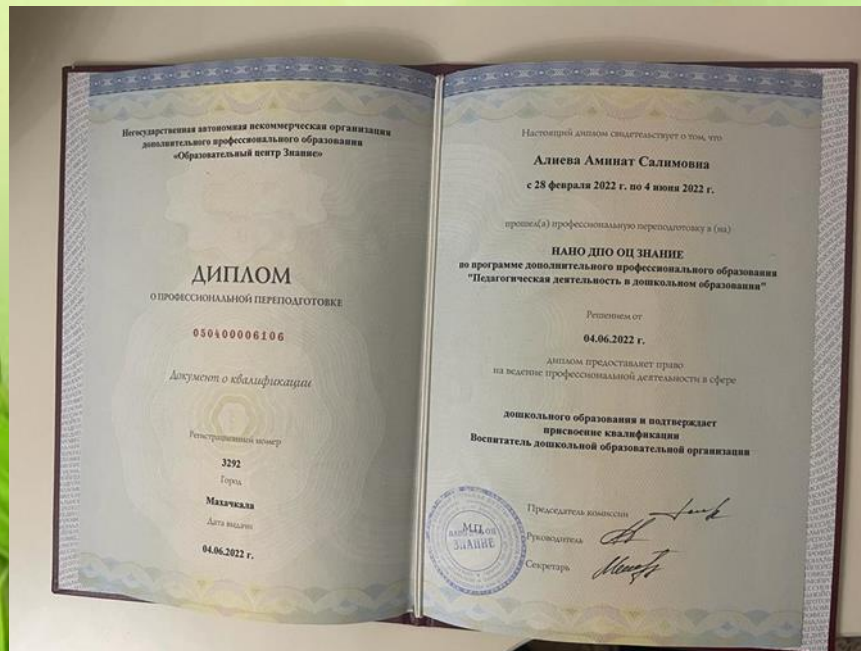 Негосударственная автономная некоммерческая организация
дополнительного профессионального образования
«Образовательный центр Знание»
ДИПЛОМ
О ПРОФЕССИОНАЛЬНОЙ ПЕРЕПОДГОТОВКЕ
050400006106
Документ о квалификации
Регистрационный номер
3292
Город
Махачкала
Дата выдачи
04.06.2022 г.
Настоящий диплом свидетельствует о том, что
Алиева Аминат Салимовна
с 28 февраля 2022 г. по 4 июня 2022 г.
прошел(а) профессиональную переподготовку в (на)
НАНО ДПО ОЦ ЗНАНИЕ
по программе дополнительного профессионального образования
"Педагогическая деятельность в дошкольном образовании"
Решением от
04.06.2022 г.
диплом предоставляет право
на ведение профессиональной деятельности в сфере
дошкольного образования и подтверждает
присвоение квалификации
Воспитатель дошкольной образовательной организации
Председатель комиссии
М.П.
Руководитель
ЗНАНИЕ
Секретарь